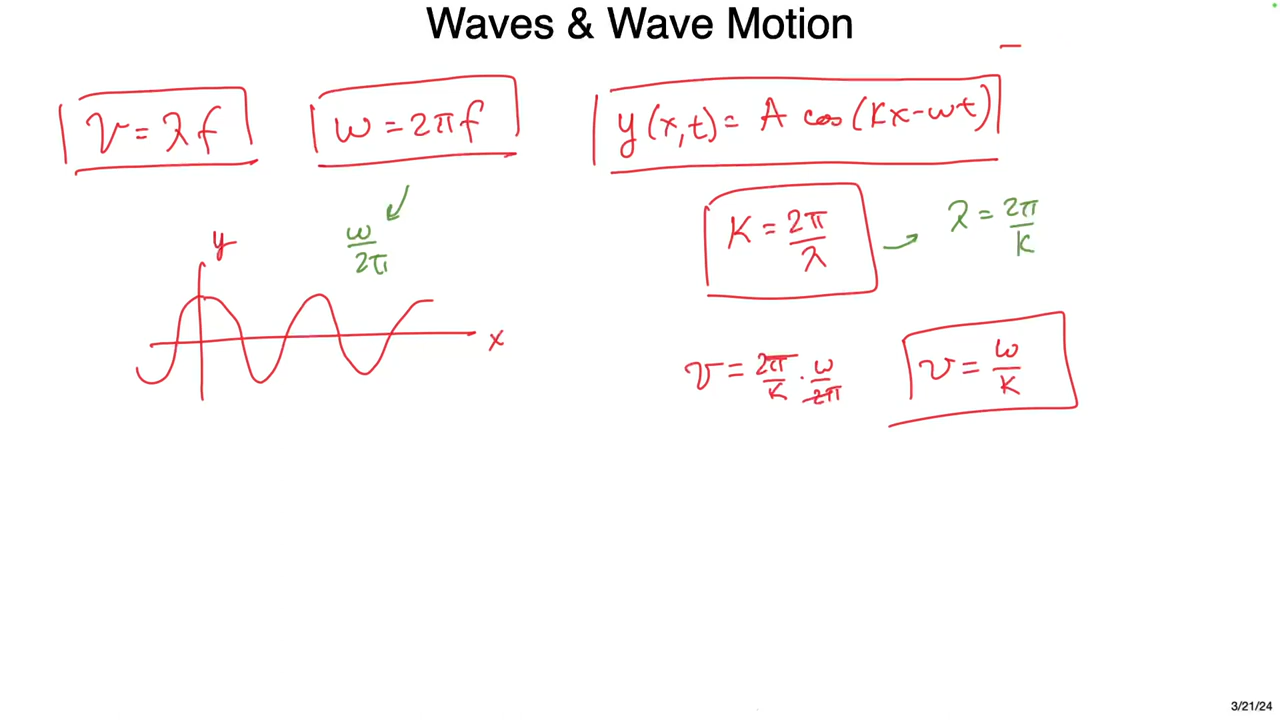 Waves & Wave Motion
v = λf
ω = 2πf
y(x,t) = A cos(kx-ωt)
ω/2π
k = 2π/λ
λ = 2π/k
y
x
v = 2π/k · ω/2π
v = ω/k
3/21/24